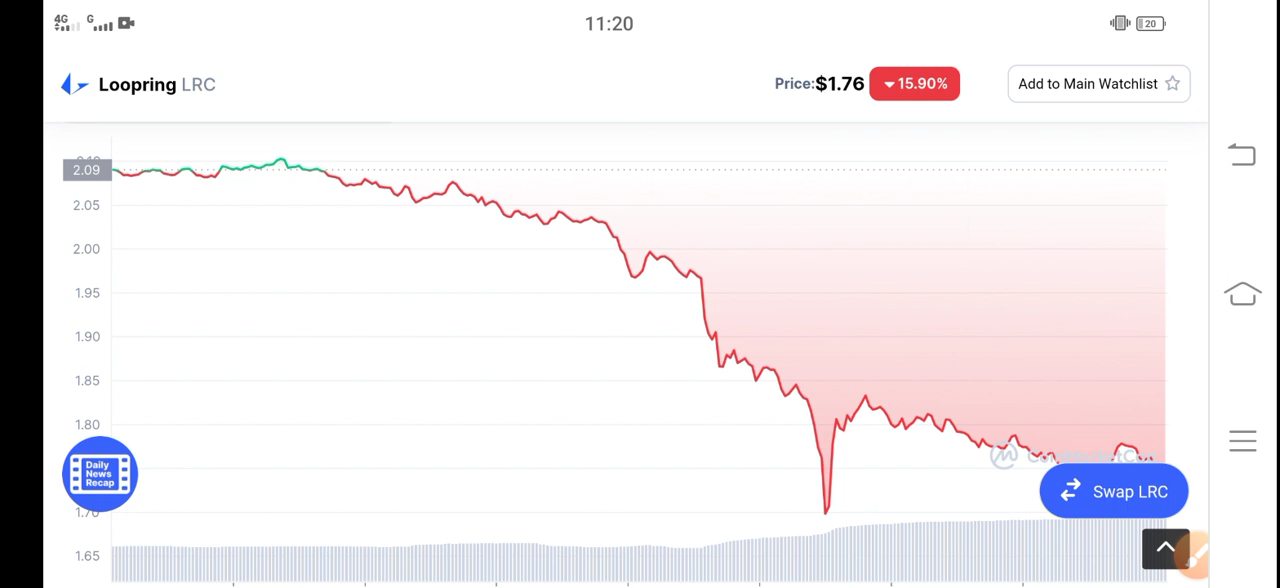 4G G 11:20 20
Loopring LRC Price:$1.76 15.90% Add to Main Watchlist
2.09
2.05
2.00
1.95
1.90
1.85
1.80
Daily
News
Recap
Swap LRC
1.70
1.65